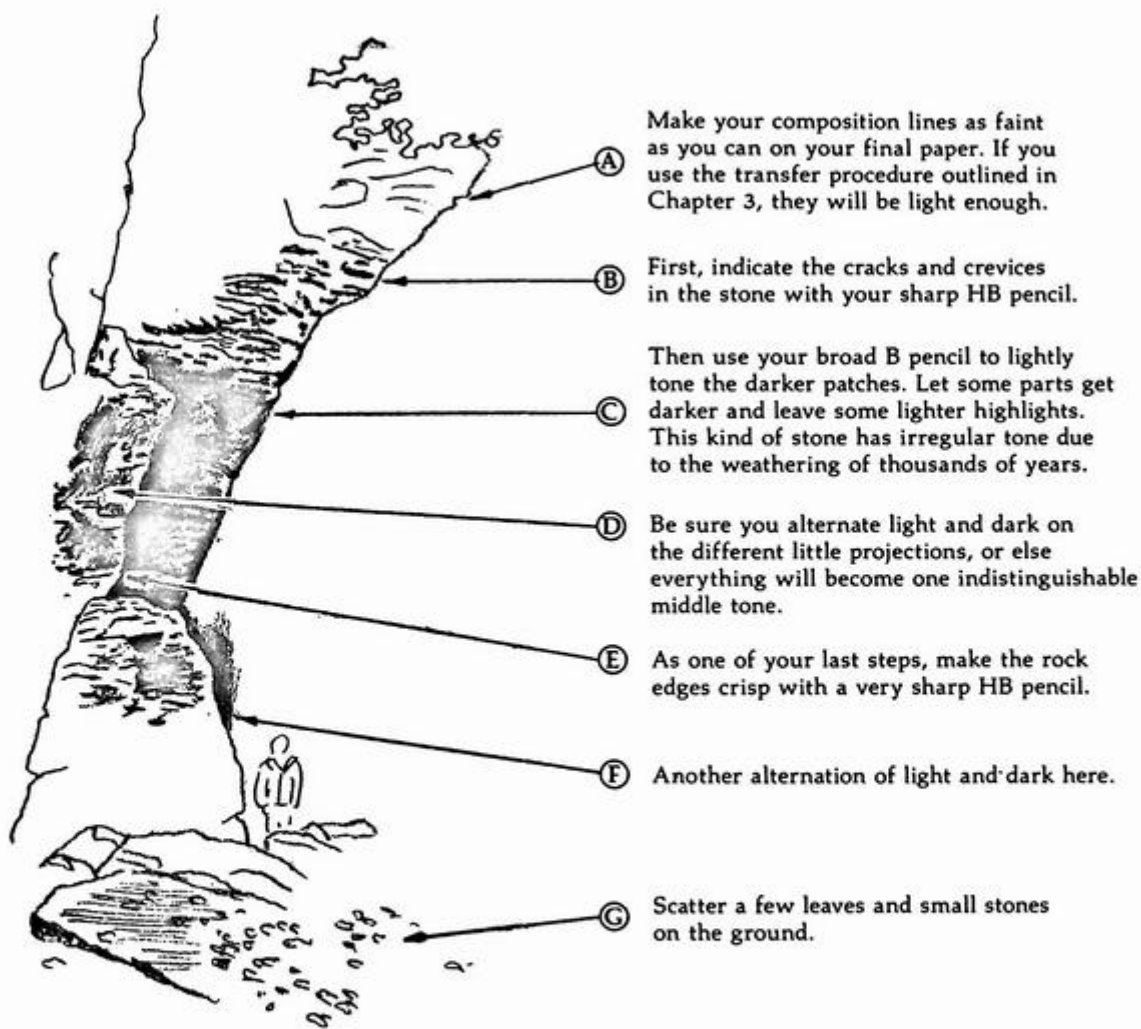 Ⓐ Make your composition lines as faint
as you can on your final paper. If you
use the transfer procedure outlined in
Chapter 3, they will be light enough.
Ⓑ First, indicate the cracks and crevices
in the stone with your sharp HB pencil.
Ⓒ Then use your broad B pencil to lightly
tone the darker patches. Let some parts get
darker and leave some lighter highlights.
This kind of stone has irregular tone due
to the weathering of thousands of years.
Ⓓ Be sure you alternate light and dark on
the different little projections, or else
everything will become one indistinguishable
middle tone.
Ⓔ As one of your last steps, make the rock
edges crisp with a very sharp HB pencil.
Ⓕ Another alternation of light and dark here.
Ⓖ Scatter a few leaves and small stones
on the ground.